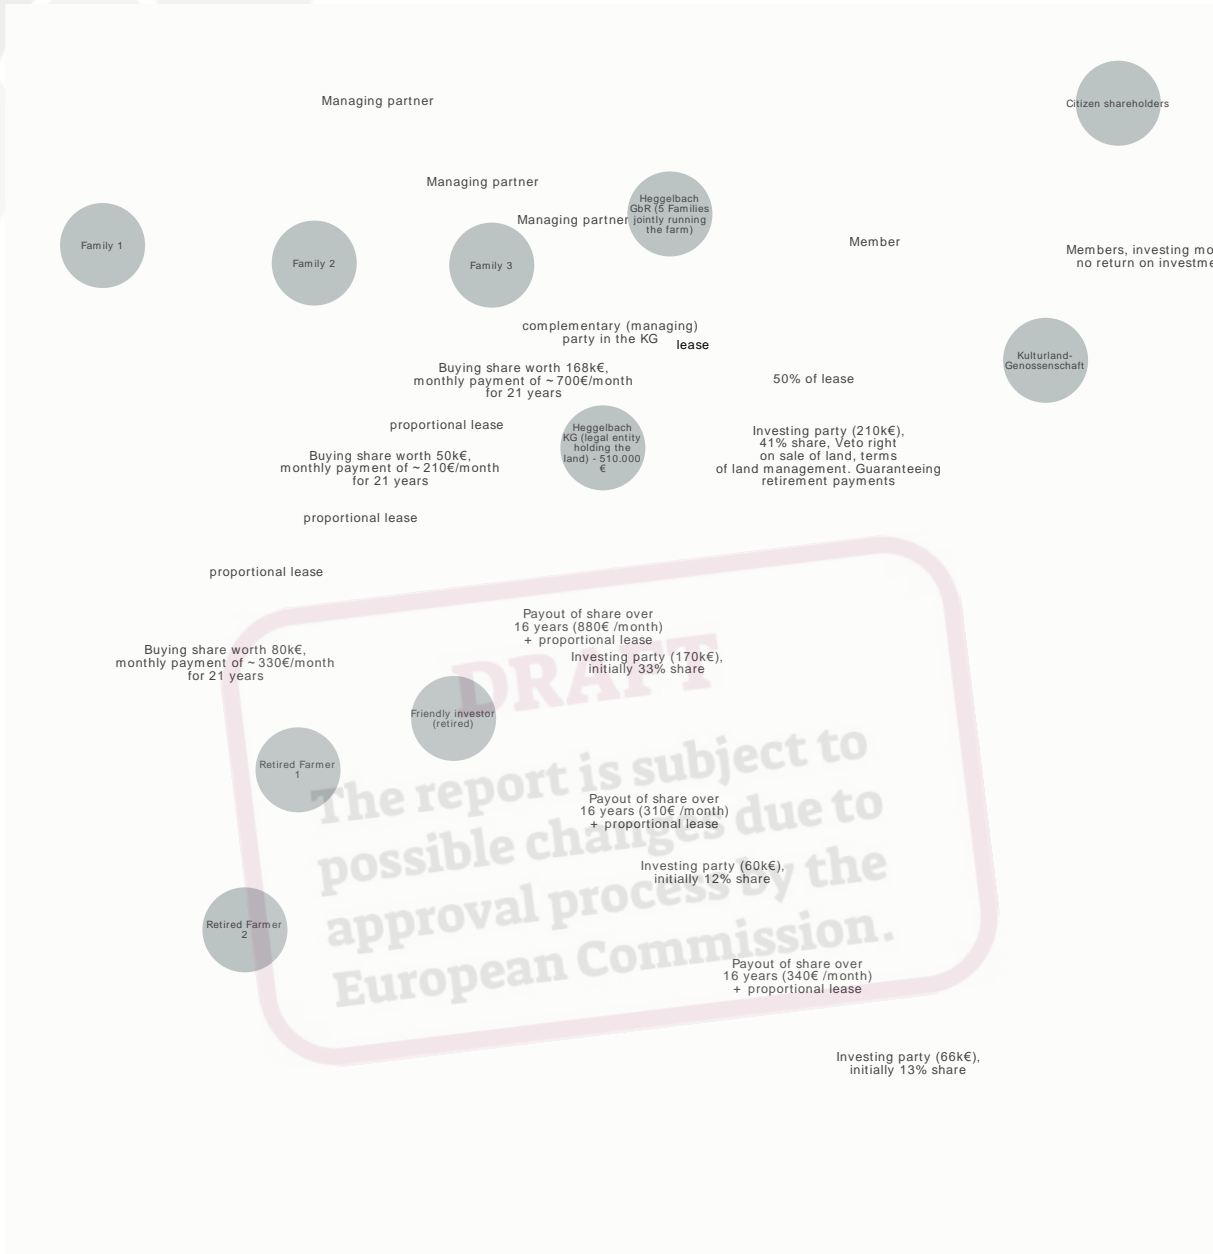 Managing partner
Citizen shareholders
Managing partner
Heggelbach
GbR (5 Families
jointly running
the farm)
Managing partner
Family 1
Family 2
Family 3
Member
Members, investing mo
no return on investme
complementary (managing)
party in the KG
lease
Kulturland-
Genossenschaft
Buying share worth 168k€,
monthly payment of ~700€/month
for 21 years
50% of lease
proportional lease
Heggelbach
KG (legal entity
holding the
land) - 510.000
€
Investing party (210k€),
41% share, Veto right
on sale of land, terms
of land management. Guaranteeing
retirement payments
Buying share worth 50k€,
monthly payment of ~210€/month
for 21 years
proportional lease
proportional lease
Payout of share over
16 years (880€ /month)
+ proportional lease
Investing party (170k€),
initially 33% share
Buying share worth 80k€,
monthly payment of ~330€/month
for 21 years
DRAFT
Friendly investor
(retired)
Retired Farmer
1
The report is subject to
possible changes due to
approval process by the
European Commission.
Payout of share over
16 years (310€ /month)
+ proportional lease
Investing party (60k€),
initially 12% share
Retired Farmer
2
Payout of share over
16 years (340€ /month)
+ proportional lease
Investing party (66k€),
initially 13% share